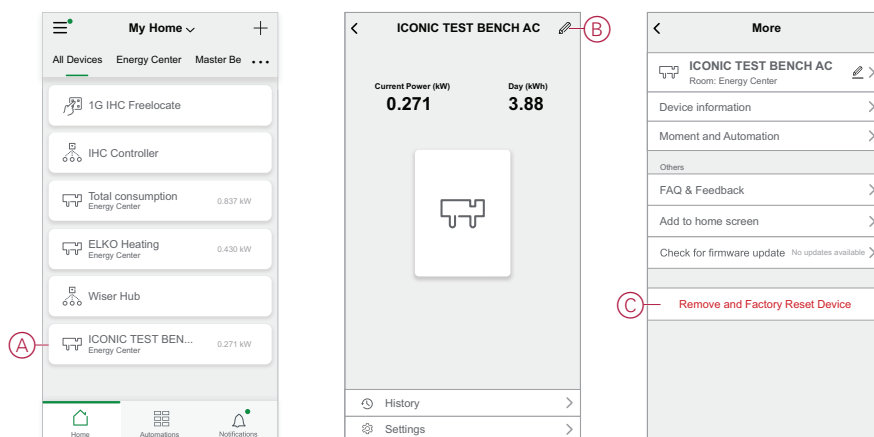 My Home
All Devices Energy Center Master Be ...
1G IHC Freelocate
IHC Controller
Total consumption
Energy Center
0.837 kW
ELKO Heating
Energy Center
0.430 kW
Wiser Hub
A
ICONIC TEST BEN...
Energy Center
0.271 kW
Home Automations Notifications
ICONIC TEST BENCH AC
B
Current Power (kW) Day (kWh)
0.271 3.88
History
Settings
More
ICONIC TEST BENCH AC
Room: Energy Center
Device information
Moment and Automation
Others
FAQ & Feedback
Add to home screen
Check for firmware update No updates available
C
Remove and Factory Reset Device